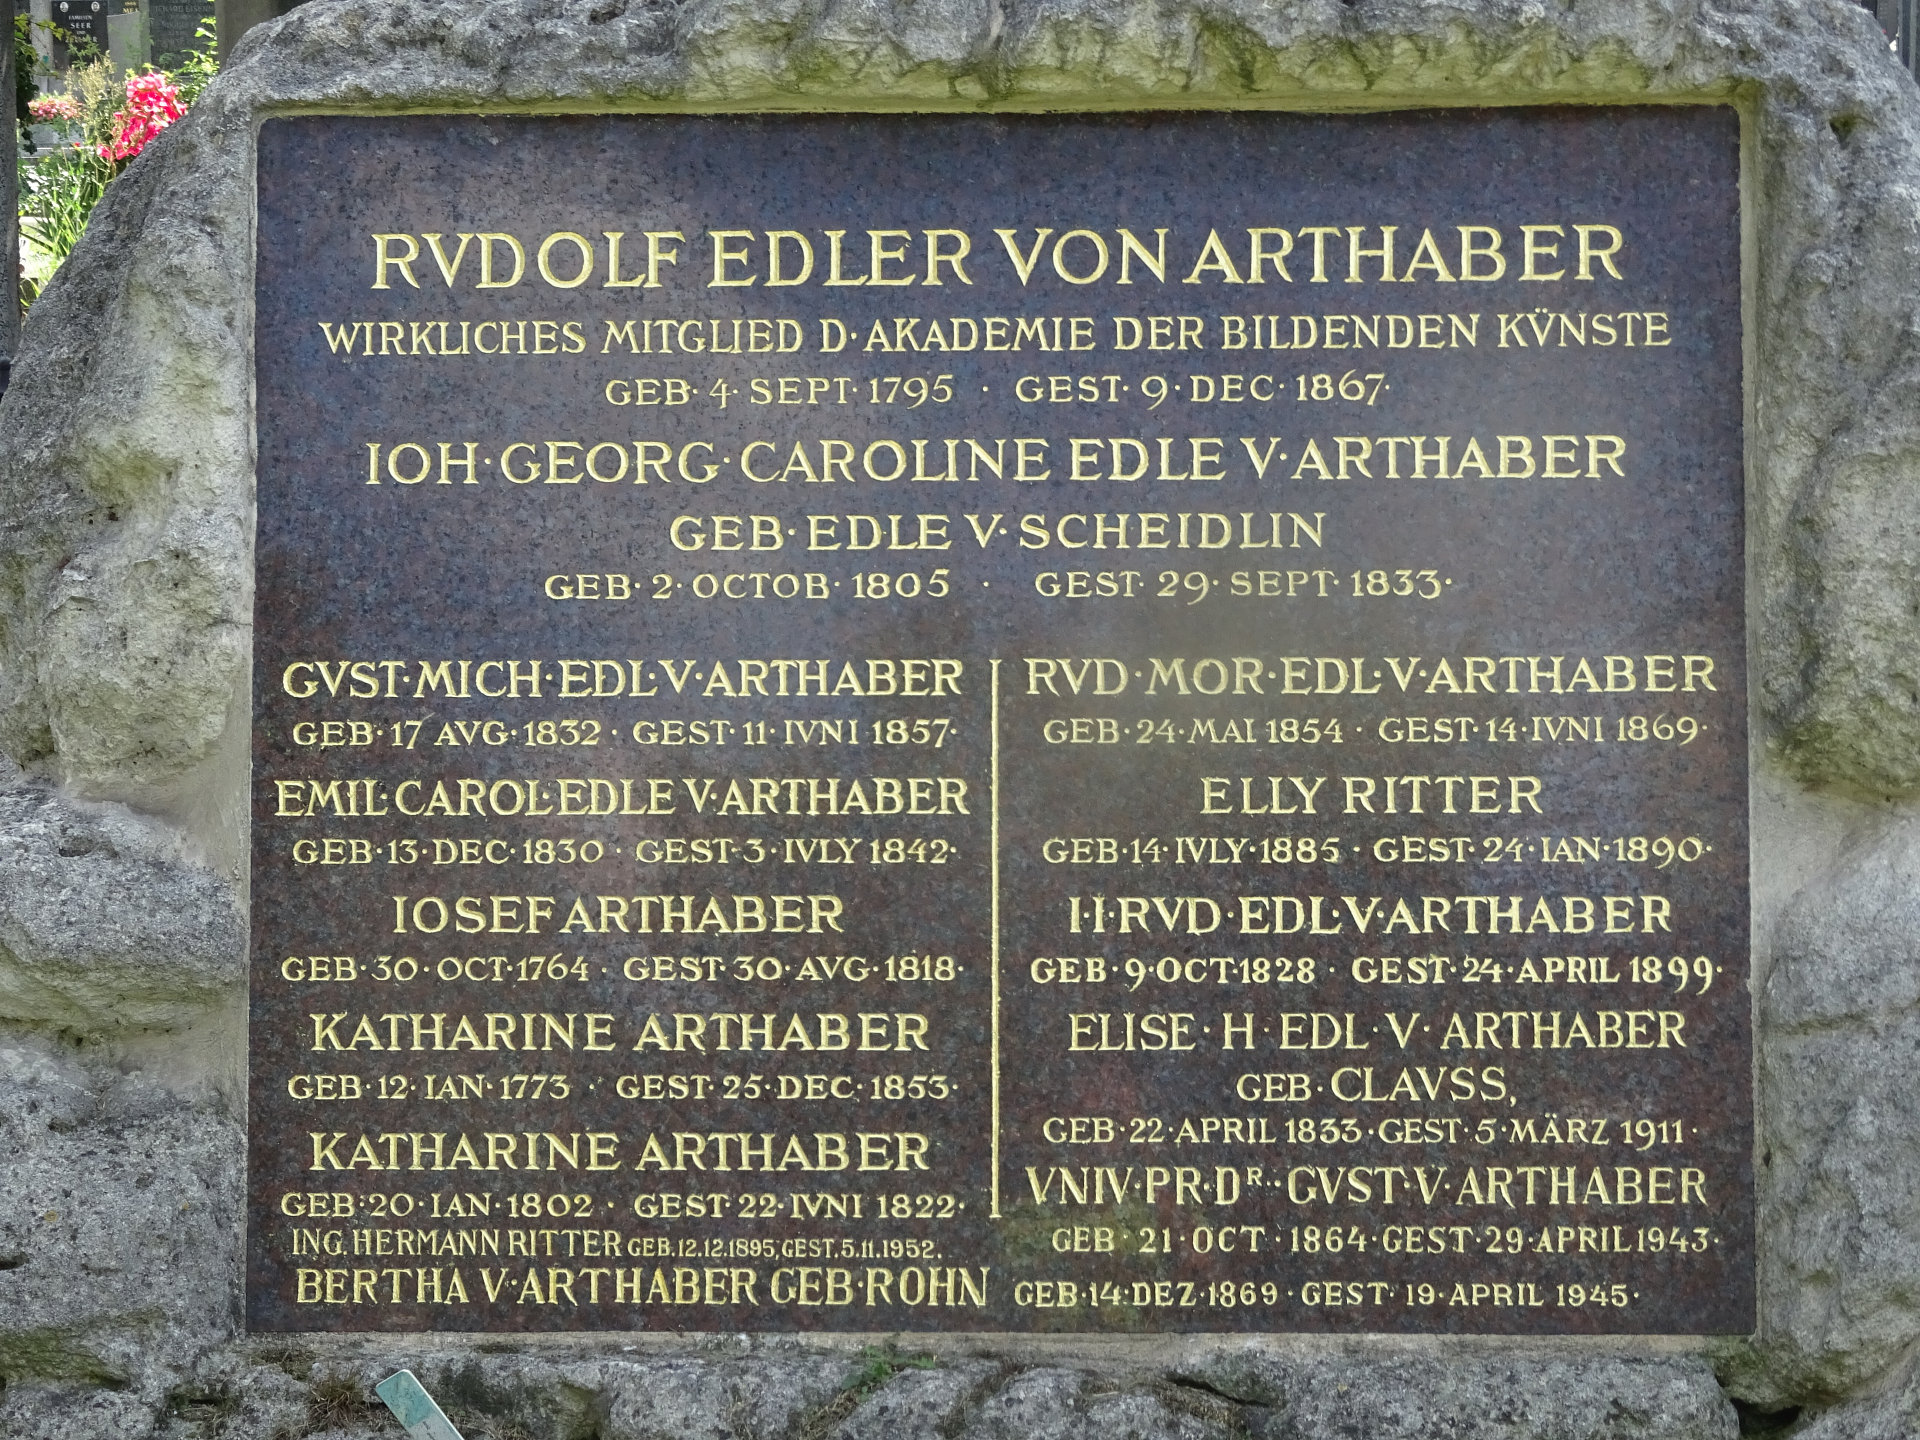 RVDOLF EDLER VON ARTHABER
WIRKLICHES MITGLIED D·AKADEMIE DER BILDENDEN KÜNSTE
GEB·4·SEPT·1795 · GEST·9·DEC·1867·
IOH·GEORG·CAROLINE EDLE V·ARTHABER
GEB·EDLE V·SCHEIDLIN
GEB·2·OCTOB·1805 · GEST·29·SEPT·1833·
GVST·MICH·EDL·V·ARTHABER
GEB·17 AVG·1832 · GEST·11·IVNI 1857·
EMIL·CAROL·EDLE V·ARTHABER
GEB·13·DEC·1830 · GEST·3·IVLY 1842·
IOSEF ARTHABER
GEB·30·OCT·1764 · GEST·30·AVG·1818·
KATHARINE ARTHABER
GEB·12·IAN·1773 · GEST·25·DEC·1853·
KATHARINE ARTHABER
GEB·20·IAN·1802 · GEST·22·IVNI 1822·
ING. HERMANN RITTER GEB.12.12.1895, GEST.5.11.1952.
RVD·MOR·EDL·V·ARTHABER
GEB·24·MAI 1854 · GEST·14·IVNI 1869·
ELLY RITTER
GEB·14·IVLY·1885 · GEST·24·IAN·1890·
I·H·RVD·EDL·V·ARTHABER
GEB·9·OCT·1828 · GEST·24·APRIL 1899·
ELISE·H·EDL·V·ARTHABER
GEB·CLAVSS,
GEB·22·APRIL 1833·GEST·5·MÄRZ 1911·
VNIV·PR·DR··GVST·V·ARTHABER
GEB·21·OCT·1864·GEST·29·APRIL 1943·
BERTHA V·ARTHABER GEB·ROHN GEB·14·DEZ·1869·GEST·19·APRIL 1945·